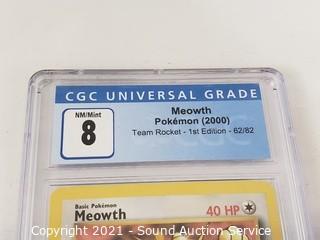 CGC UNIVERSAL GRADE
NM/Mint
8
Meowth
Pokémon (2000)
Team Rocket - 1st Edition - 62/82
Basic Pokémon
Meowth
40 HP
Copyright 2021 - Sound Auction Service